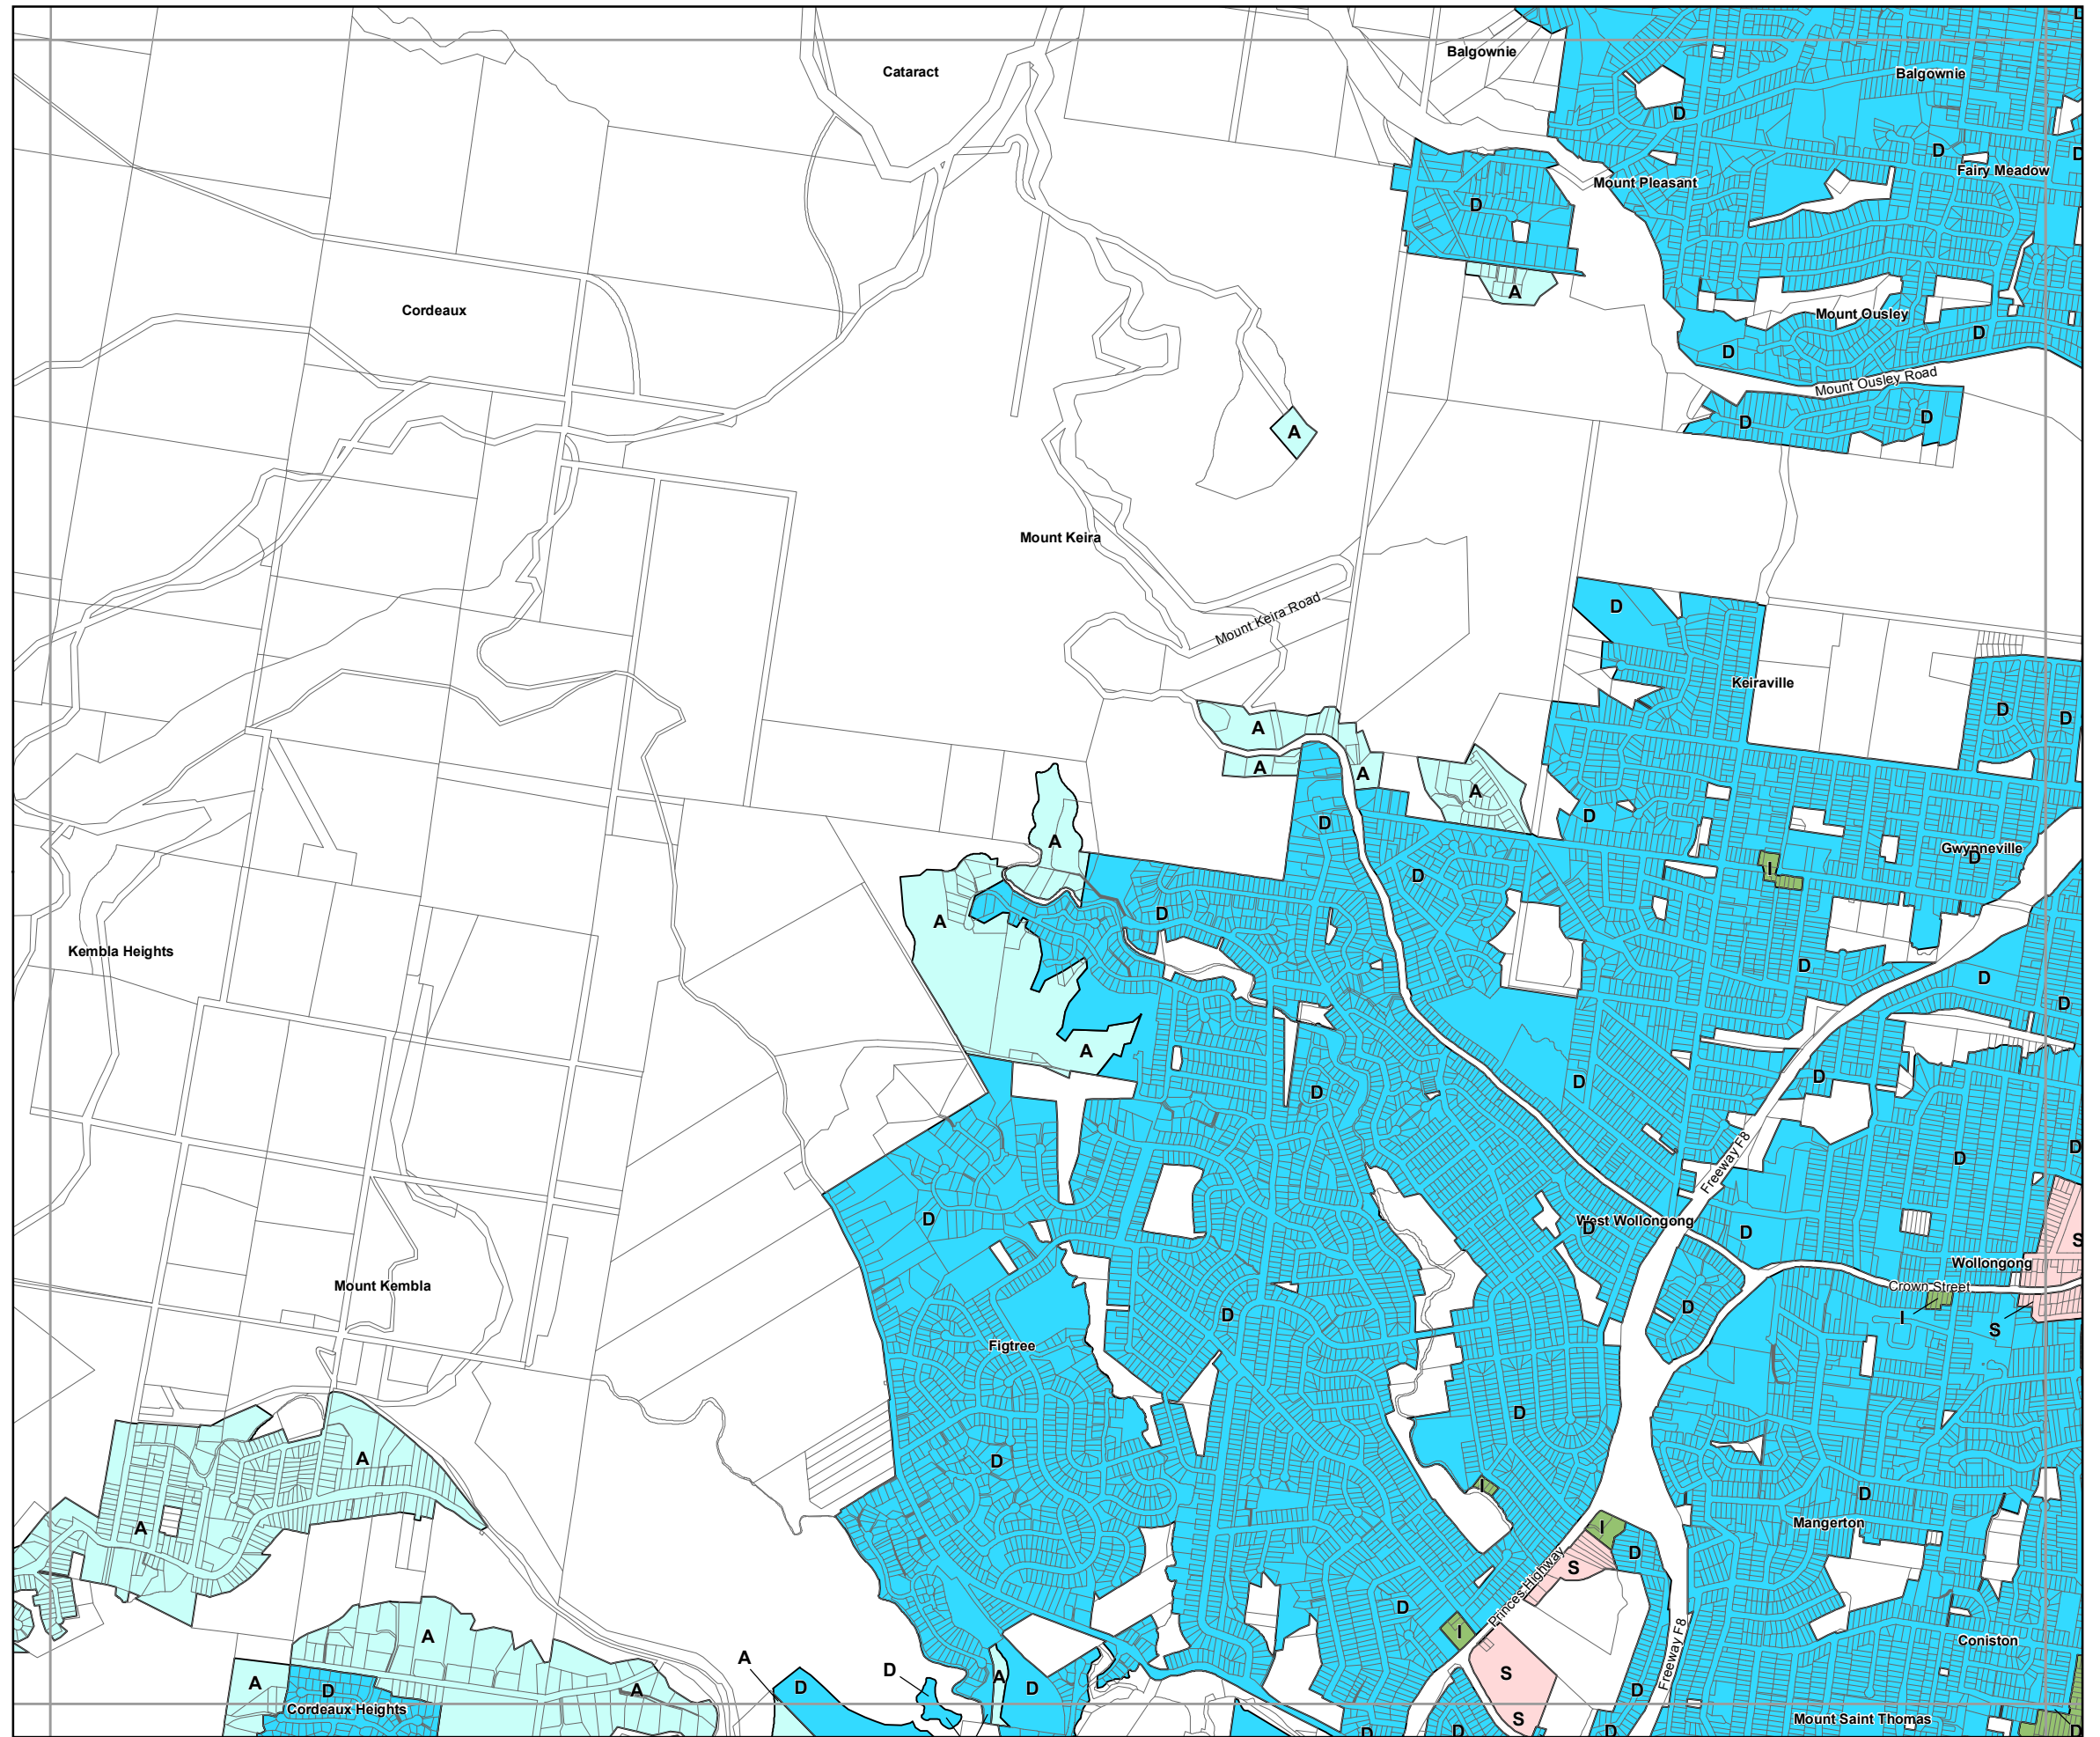 D
Balgownie
Cataract
Balgownie
D
D
D
Fairy Meadow
Mount Pleasant
D
A
Cordeaux
Mount Ousley
D
D
Mount Ousley Road
D
D
A
Mount Keira
Mount Keira Road
D
Keiraville
D
D
A
A
A
A
D
D
A
Gwynneville
D
I
D
D
A
Kembla Heights
D
D
D
A
D
D
D
D
Freeway F8
D
D
D
West Wollongong
D
D
S
Wollongong
Mount Kembla
Crown Street
D
D
I
S
Figtree
D
A
D
I
D
A
Mangerton
I
D
S
Princes Highway
D
I
A
Coniston
Freeway F8
A
D
S
A
A
D
D
A
D
A
D
D
Cordeaux Heights
S
Mount Saint Thomas
D
D
D
D